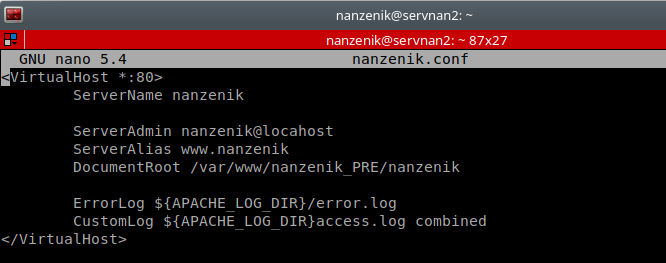 nanzenik@servnan2: ~
nanzenik@servnan2: ~ 87x27
GNU nano 5.4 nanzenik.conf
<VirtualHost *:80>
ServerName nanzenik
ServerAdmin nanzenik@locahost
ServerAlias www.nanzenik
DocumentRoot /var/www/nanzenik_PRE/nanzenik
ErrorLog ${APACHE_LOG_DIR}/error.log
CustomLog ${APACHE_LOG_DIR}access.log combined
</VirtualHost>